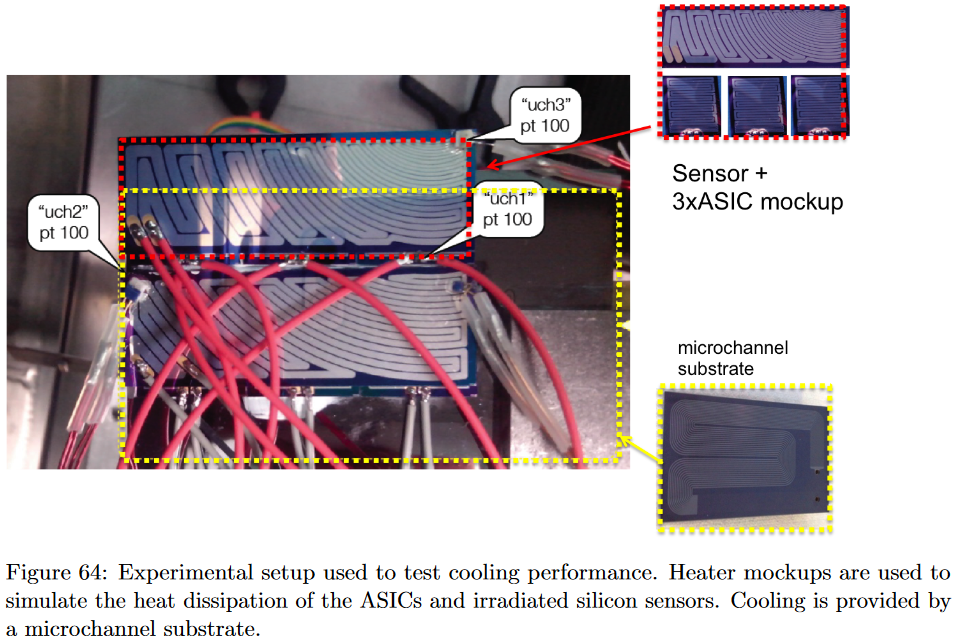 “uch3”
pt 100
“uch2”
pt 100
“uch1”
pt 100
Sensor +
3xASIC mockup
microchannel
substrate
Figure 64: Experimental setup used to test cooling performance. Heater mockups are used to
simulate the heat dissipation of the ASICs and irradiated silicon sensors. Cooling is provided by
a microchannel substrate.